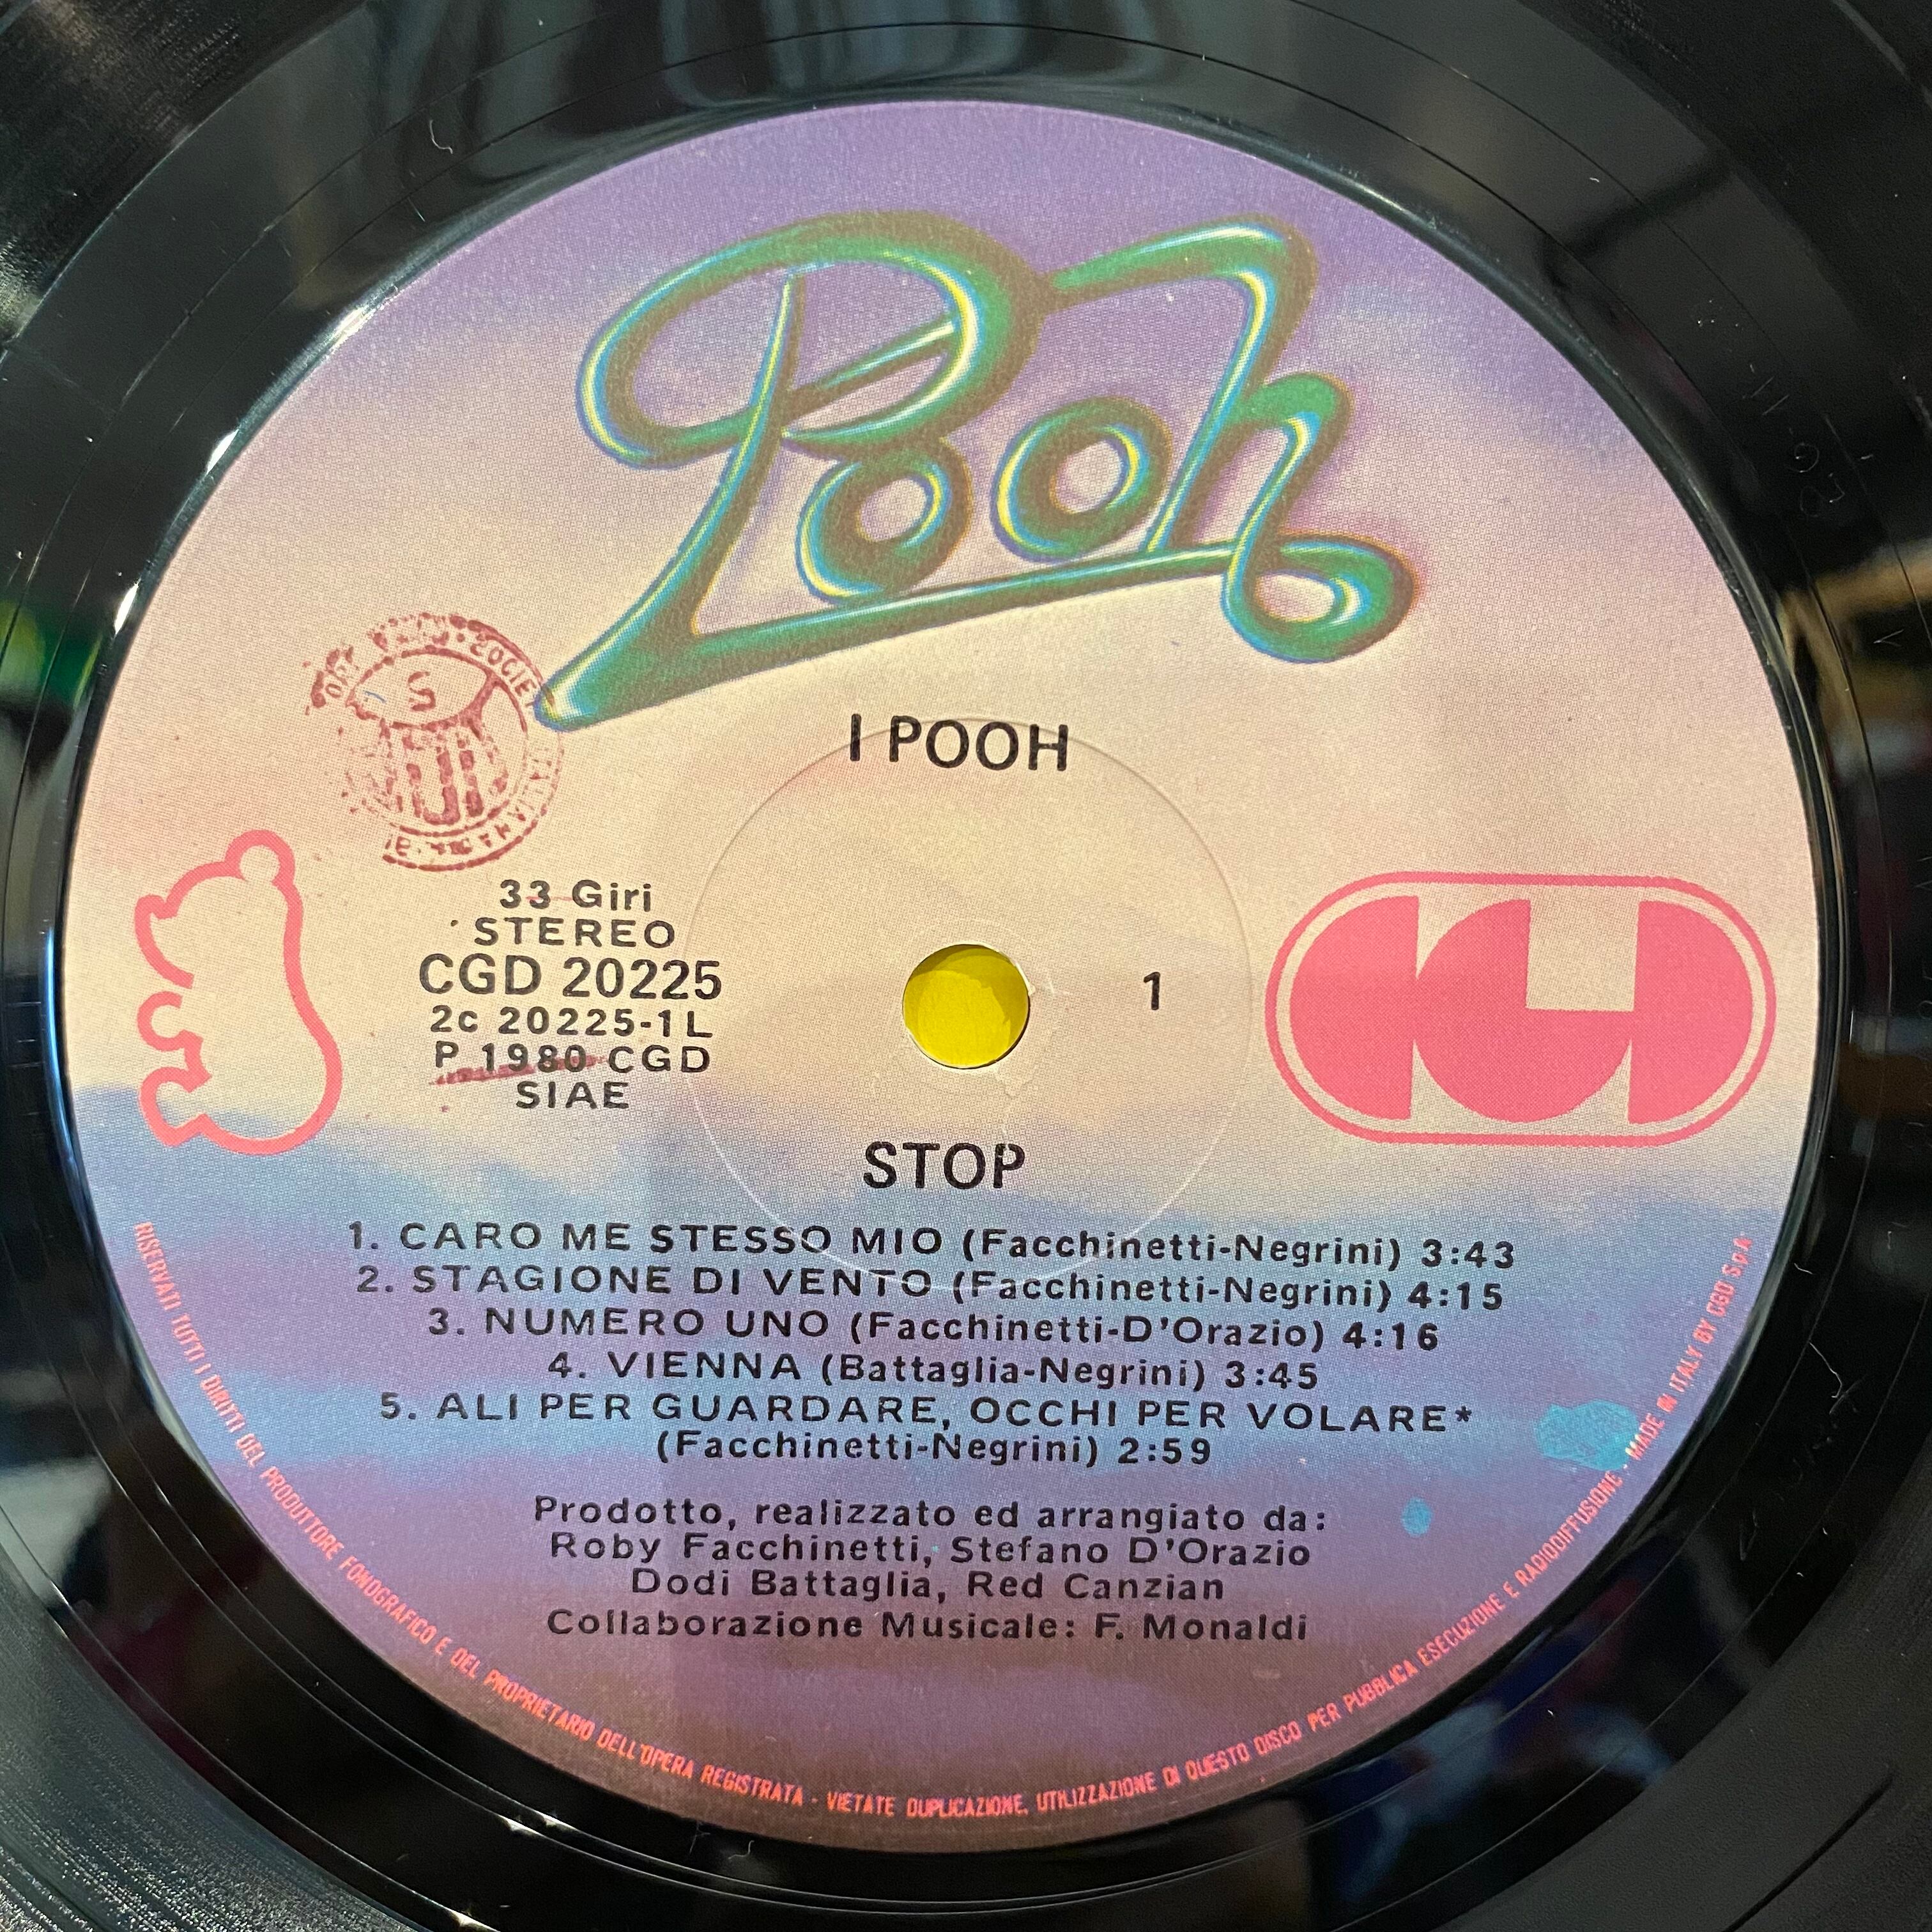 Pooh
I POOH
33 Giri
STEREO
CGD 20225
2c 20225-1L
P 1980 CGD
SIAE
1
STOP
1. CARO ME STESSO MIO (Facchinetti-Negrini) 3:43
2. STAGIONE DI VENTO (Facchinetti-Negrini) 4:15
3. NUMERO UNO (Facchinetti-D'Orazio) 4:16
4. VIENNA (Battaglia-Negrini) 3:45
5. ALI PER GUARDARE, OCCHI PER VOLARE*
(Facchinetti-Negrini) 2:59
Prodotto, realizzato ed arrangiato da:
Roby Facchinetti, Stefano D'Orazio
Dodi Battaglia, Red Canzian
Collaborazione Musicale: F. Monaldi
RISERVATI TUTTI I DIRITTI DEL PRODUTTORE FONOGRAFICO E DEL PROPRIETARIO DELL'OPERA REGISTRATA - VIETATE DUPLICAZIONE, UTILIZZAZIONE DI QUESTO DISCO PER PUBBLICA ESECUZIONE E RADIODIFFUSIONE - MADE IN ITALY BY CGD S.p.A